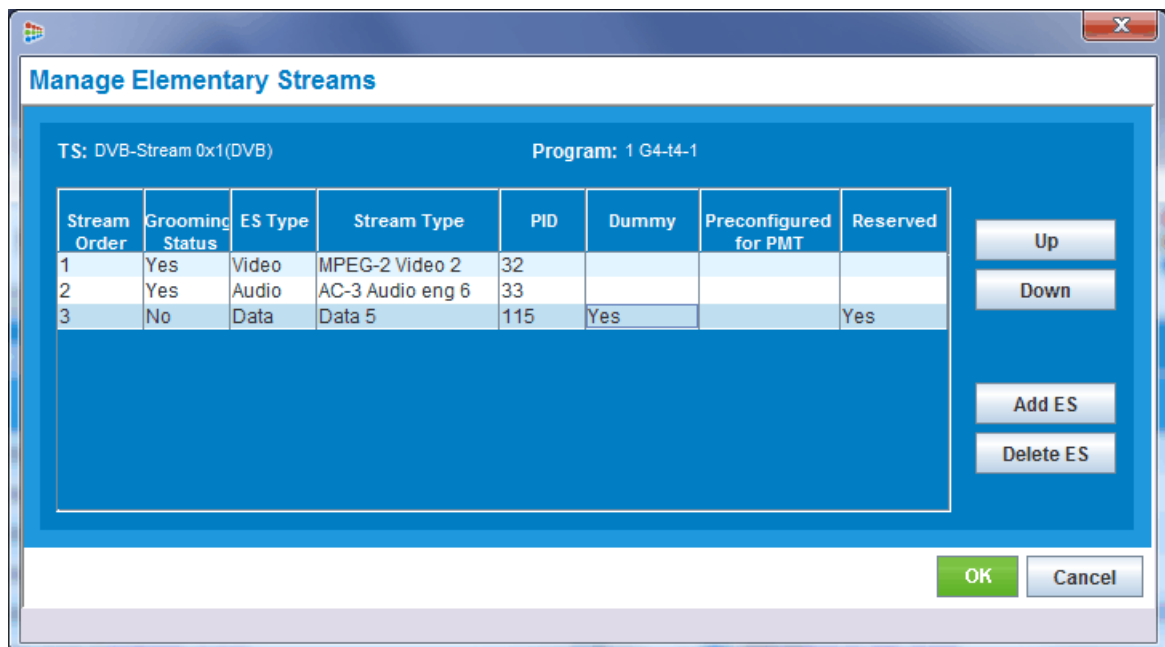 X
Manage Elementary Streams
TS: DVB-Stream 0x1(DVB) Program: 1 G4-t4-1
Stream Order Grooming Status ES Type Stream Type PID Dummy Preconfigured for PMT Reserved
1 Yes Video MPEG-2 Video 2 32
2 Yes Audio AC-3 Audio eng 6 33
3 No Data Data 5 115 Yes Yes
Up
Down
Add ES
Delete ES
OK Cancel